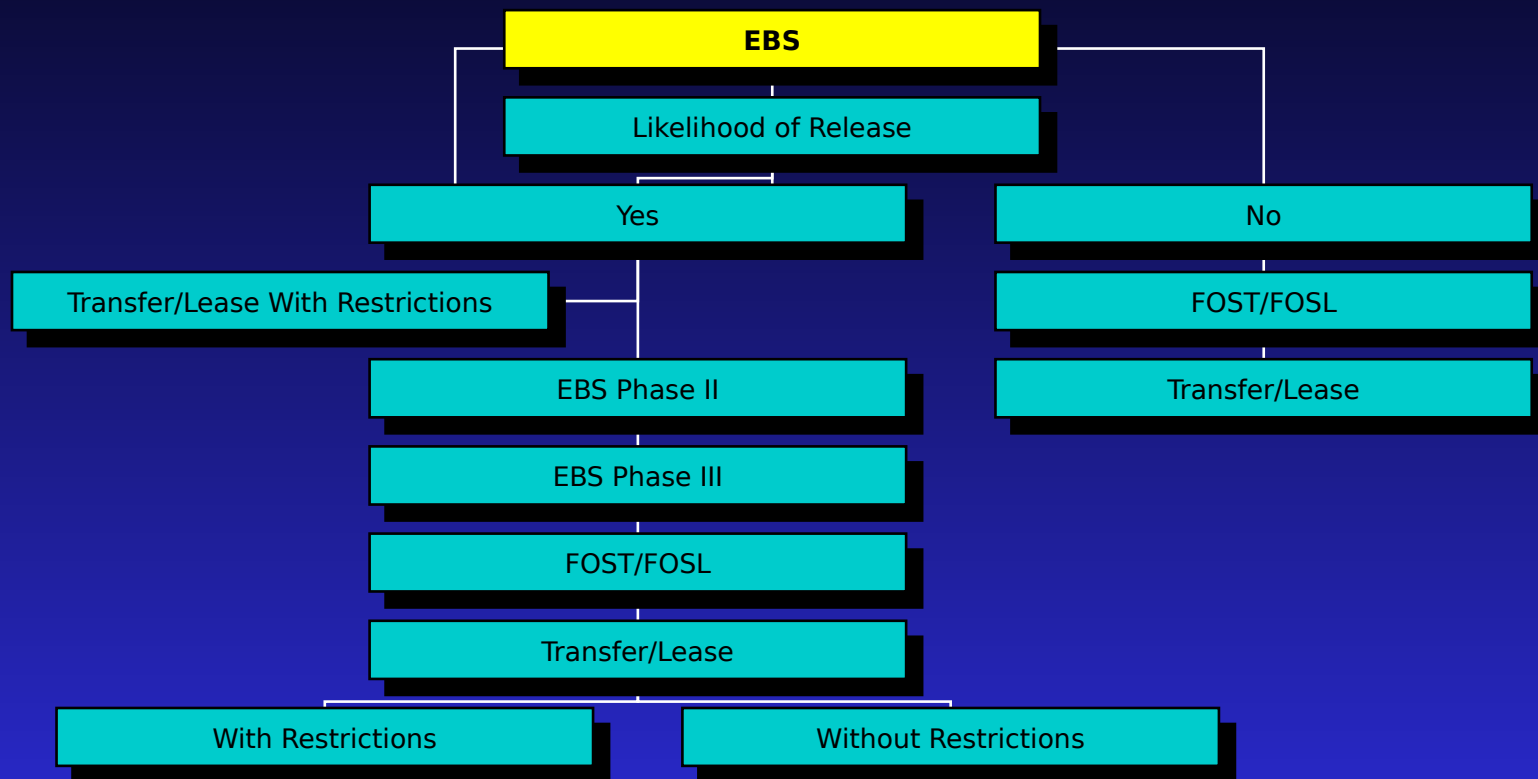 EBS
Likelihood of Release
Yes
No
Transfer/Lease With Restrictions
FOST/FOSL
EBS Phase II
Transfer/Lease
EBS Phase III
FOST/FOSL
Transfer/Lease
With Restrictions
Without Restrictions